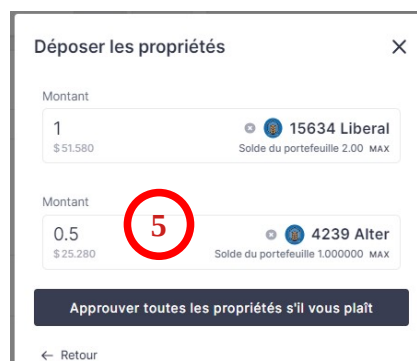 Déposer les propriétés
Montant
1 15634 Liberal
$51.580 Solde du portefeuille 2.00 MAX
Montant
0.5 5 4239 Alter
$25.280 Solde du portefeuille 1.000000 MAX
Approuver toutes les propriétés s'il vous plaît
← Retour